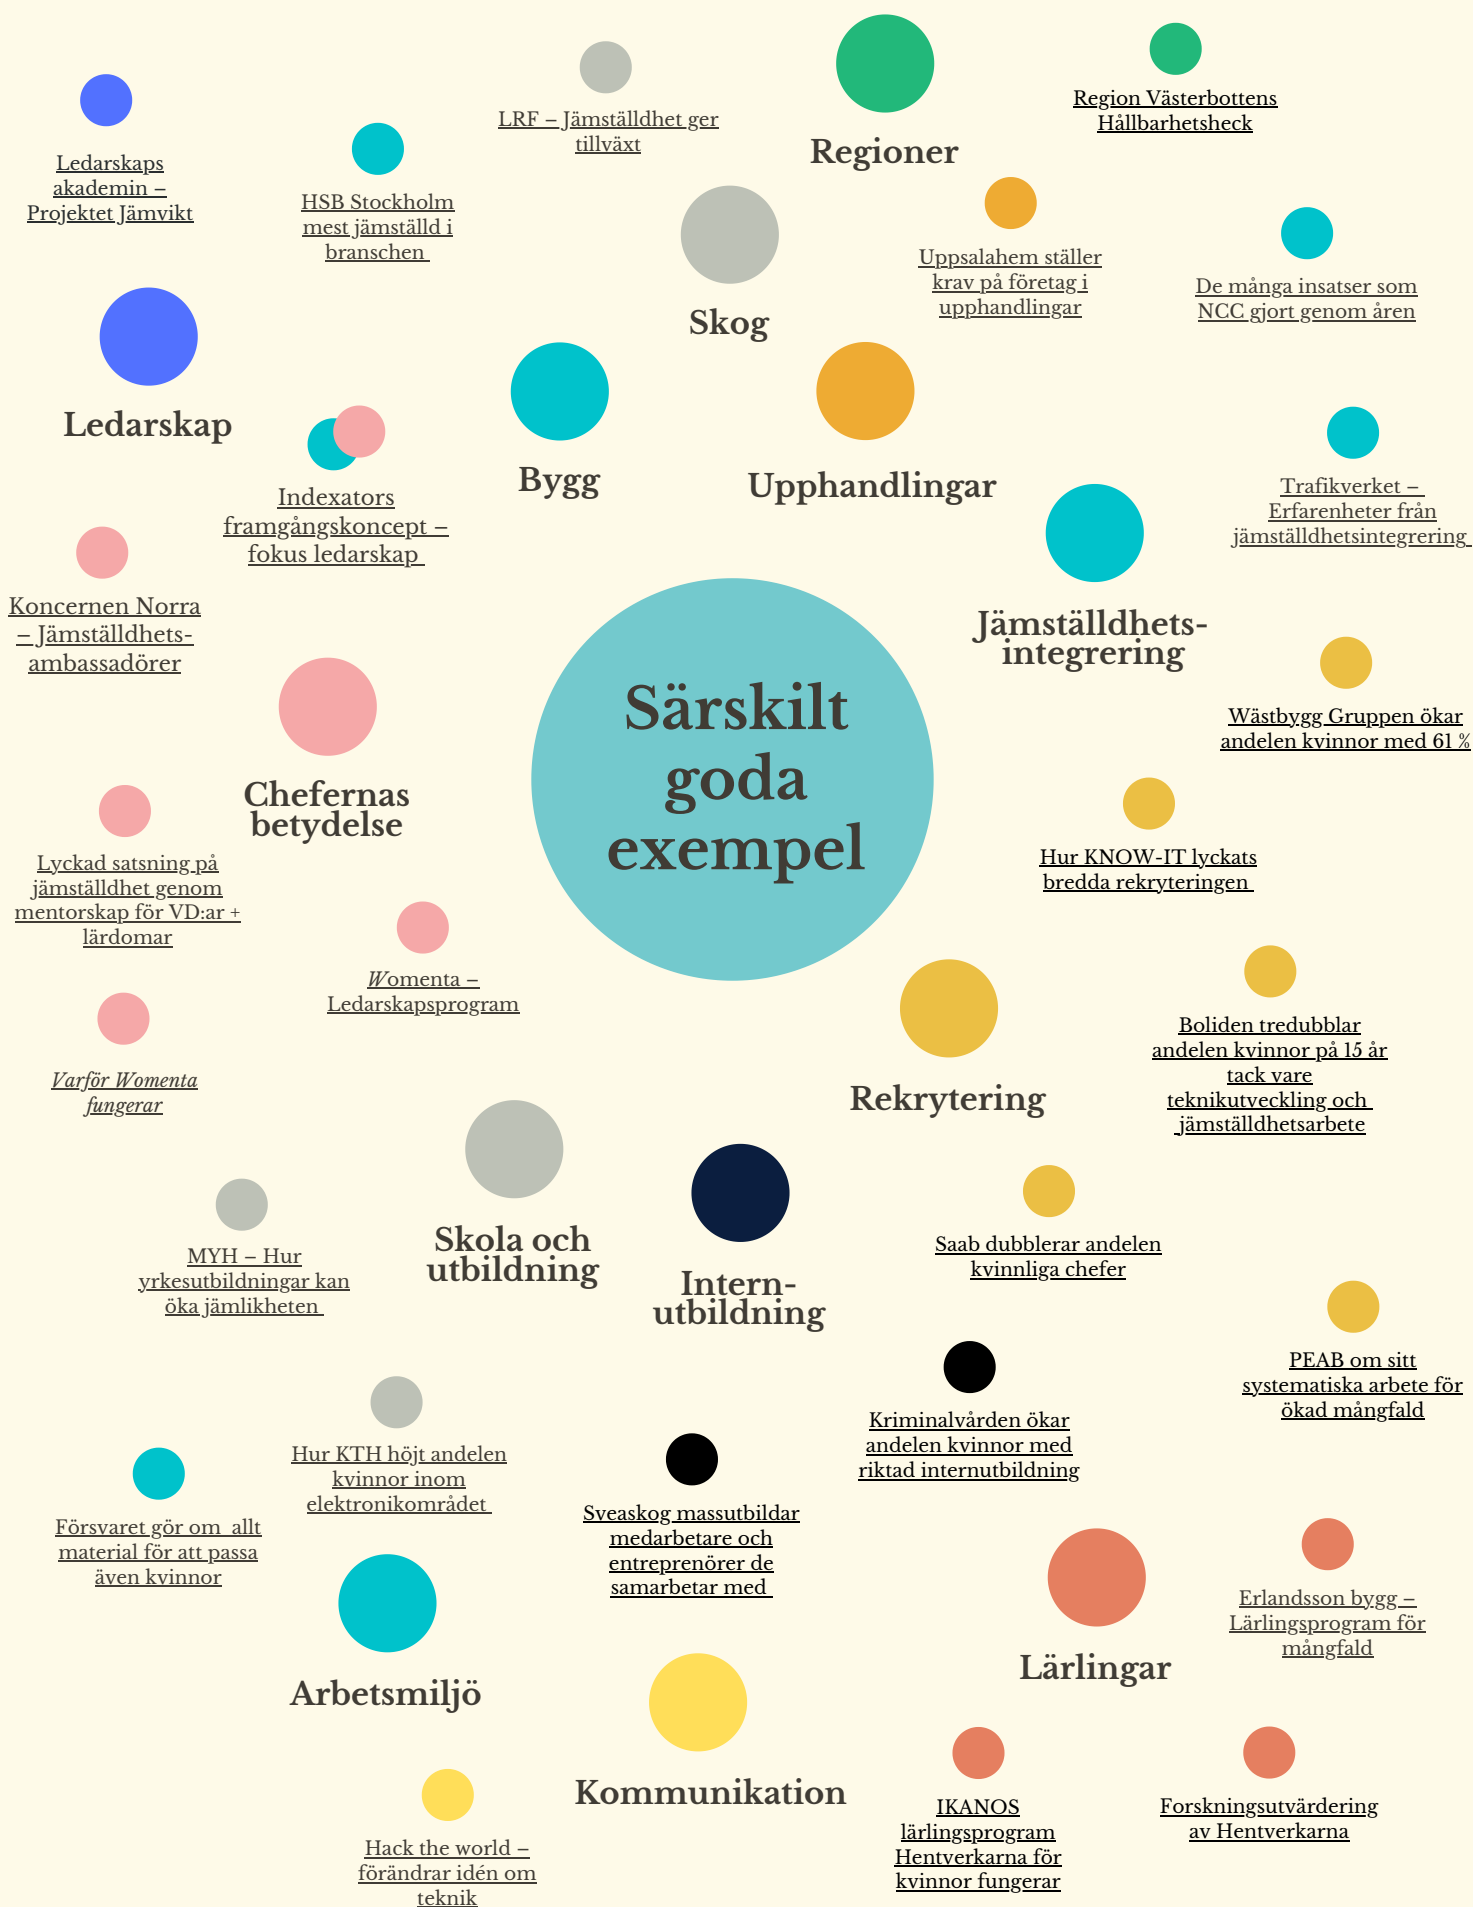 LRF – Jämställdhet ger
tillväxt
Regioner
Region Västerbottens
Hållbarhetsheck
Ledarskaps
akademin –
Projektet Jämvikt
HSB Stockholm
mest jämställd i
branschen
Skog
Uppsalahem ställer
krav på företag i
upphandlingar
De många insatser som
NCC gjort genom åren
Ledarskap
Bygg
Upphandlingar
Indexators
framgångskoncept –
fokus ledarskap
Trafikverket –
Erfarenheter från
jämställdhetsintegrering
Koncernen Norra
– Jämställdhets-
ambassadörer
Jämställdhets-
integrering
Särskilt
goda
exempel
Wästbygg Gruppen ökar
andelen kvinnor med 61 %
Chefernas
betydelse
Hur KNOW-IT lyckats
bredda rekryteringen
Lyckad satsning på
jämställdhet genom
mentorskap för VD:ar +
lärdomar
Womenta –
Ledarskapsprogram
Varför Womenta
fungerar
Rekrytering
Boliden tredubblar
andelen kvinnor på 15 år
tack vare
teknikutveckling och
jämställdhetsarbete
MYH – Hur
yrkesutbildningar kan
öka jämlikheten
Skola och
utbildning
Intern-
utbildning
Saab dubblerar andelen
kvinnliga chefer
PEAB om sitt
systematiska arbete för
ökad mångfald
Kriminalvården ökar
andelen kvinnor med
riktad internutbildning
Hur KTH höjt andelen
kvinnor inom
elektronikområdet
Försvaret gör om  allt
material för att passa
även kvinnor
Sveaskog massutbildar
medarbetare och
entreprenörer de
samarbetar med
Erlandsson bygg –
Lärlingsprogram för
mångfald
Arbetsmiljö
Lärlingar
Kommunikation
Hack the world –
förändrar idén om
teknik
IKANOS
lärlingsprogram
Hentverkarna för
kvinnor fungerar
Forskningsutvärdering
av Hentverkarna